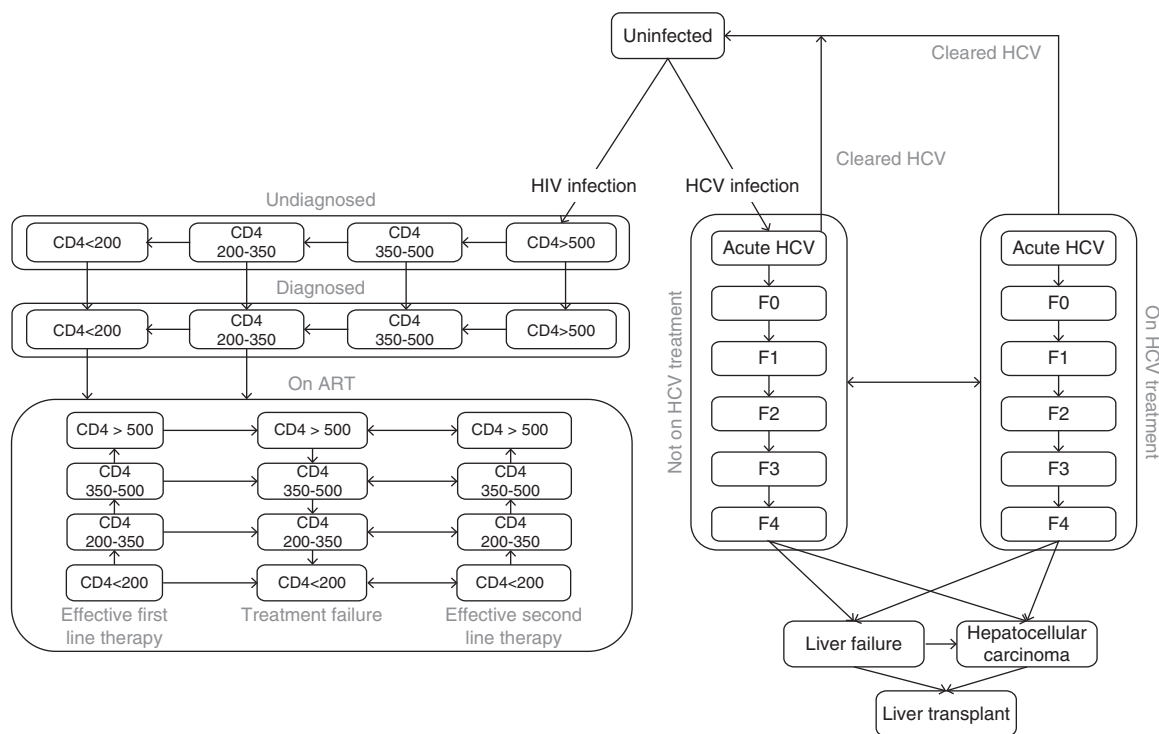 Uninfected
Cleared HCV
Cleared HCV
HIV infection
HCV infection
Undiagnosed
CD4<200
CD4
200-350
CD4
350-500
CD4>500
Diagnosed
CD4<200
CD4
200-350
CD4
350-500
CD4>500
On ART
CD4 > 500
CD4 > 500
CD4 > 500
CD4
350-500
CD4
350-500
CD4
350-500
CD4
200-350
CD4
200-350
CD4
200-350
CD4<200
CD4<200
CD4<200
Effective first
line therapy
Treatment failure
Effective second
line therapy
Not on HCV treatment
Acute HCV
F0
F1
F2
F3
F4
Acute HCV
F0
F1
F2
F3
F4
On HCV treatment
Liver failure
Hepatocellular
carcinoma
Liver transplant